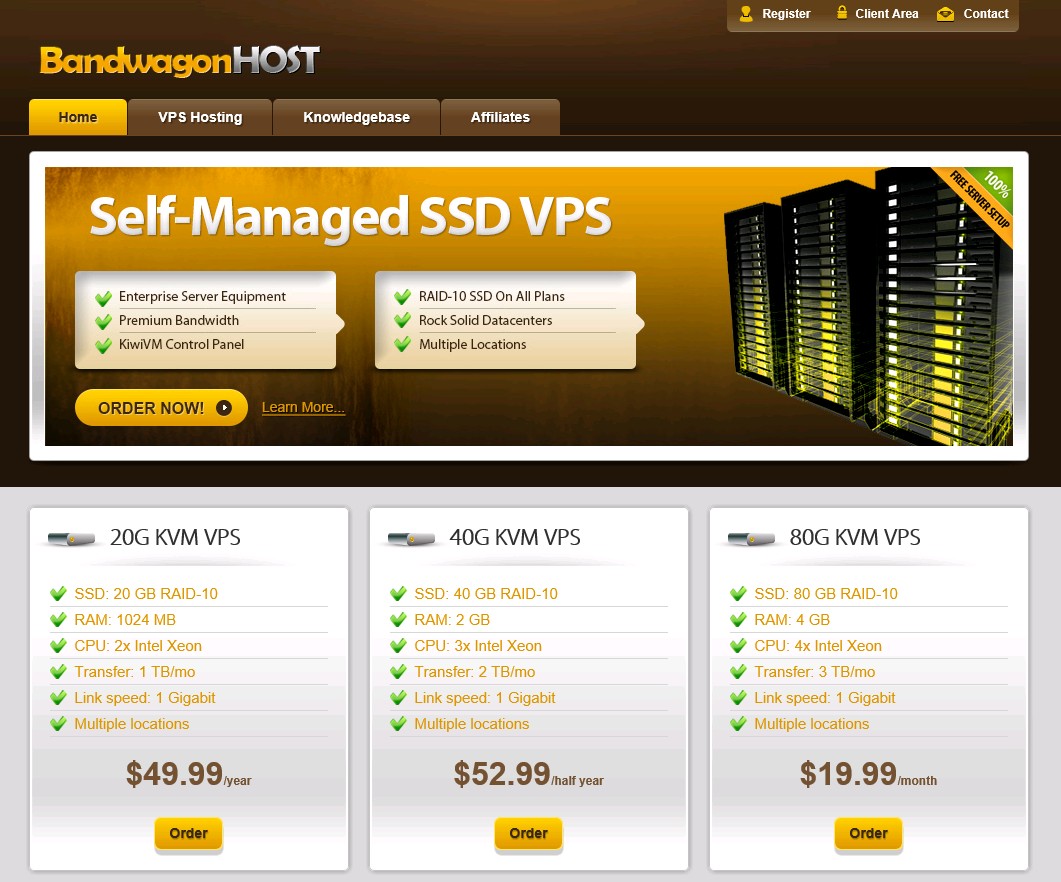 Register
Client Area
Contact
BandwagonHOST
Home
VPS Hosting
Knowledgebase
Affiliates
Self-Managed SSD VPS
100%
FREE SERVER SETUP
Enterprise Server Equipment
Premium Bandwidth
KiwiVM Control Panel
RAID-10 SSD On All Plans
Rock Solid Datacenters
Multiple Locations
ORDER NOW!
Learn More...
20G KVM VPS
SSD: 20 GB RAID-10
RAM: 1024 MB
CPU: 2x Intel Xeon
Transfer: 1 TB/mo
Link speed: 1 Gigabit
Multiple locations
$49.99/year
Order
40G KVM VPS
SSD: 40 GB RAID-10
RAM: 2 GB
CPU: 3x Intel Xeon
Transfer: 2 TB/mo
Link speed: 1 Gigabit
Multiple locations
$52.99/half year
Order
80G KVM VPS
SSD: 80 GB RAID-10
RAM: 4 GB
CPU: 4x Intel Xeon
Transfer: 3 TB/mo
Link speed: 1 Gigabit
Multiple locations
$19.99/month
Order